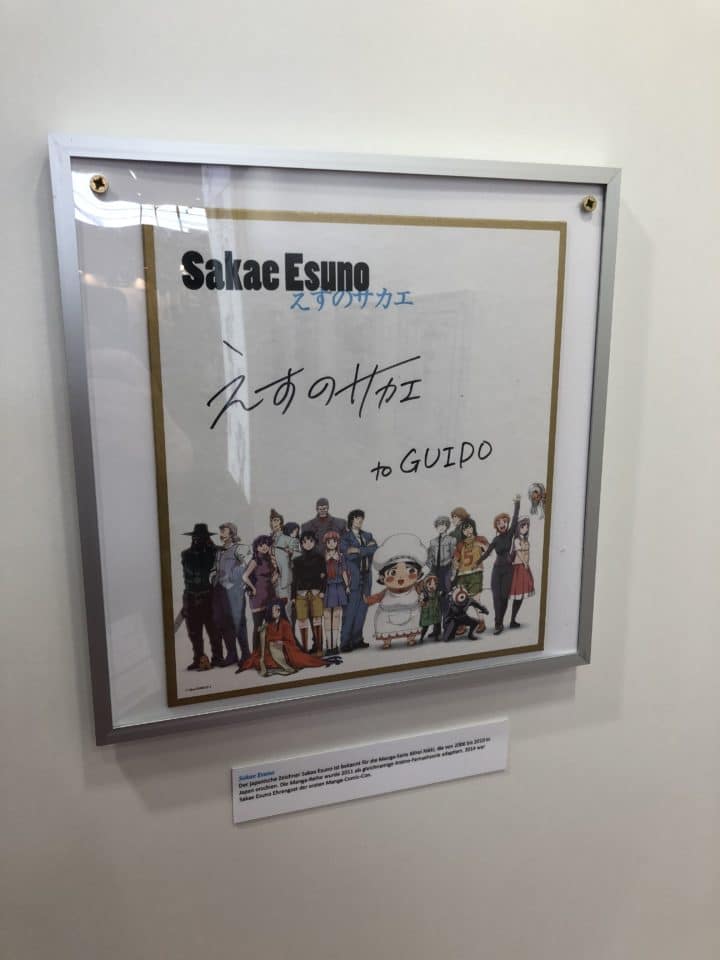 Sakae Esuno
えすのサカエ
えすのサカエ
to GUIDO
Sakae Esuno
Der japanische Zeichner Sakae Esuno ist bekannt für die Manga-Serie Mirai Nikki, die von 2006 bis 2010 in
Japan erschien. Die Manga-Reihe wurde 2011 als gleichnamige Anime-Fernsehserie adaptiert. 2014 war
Sakae Esuno Ehrengast der ersten Manga-Comic-Con.